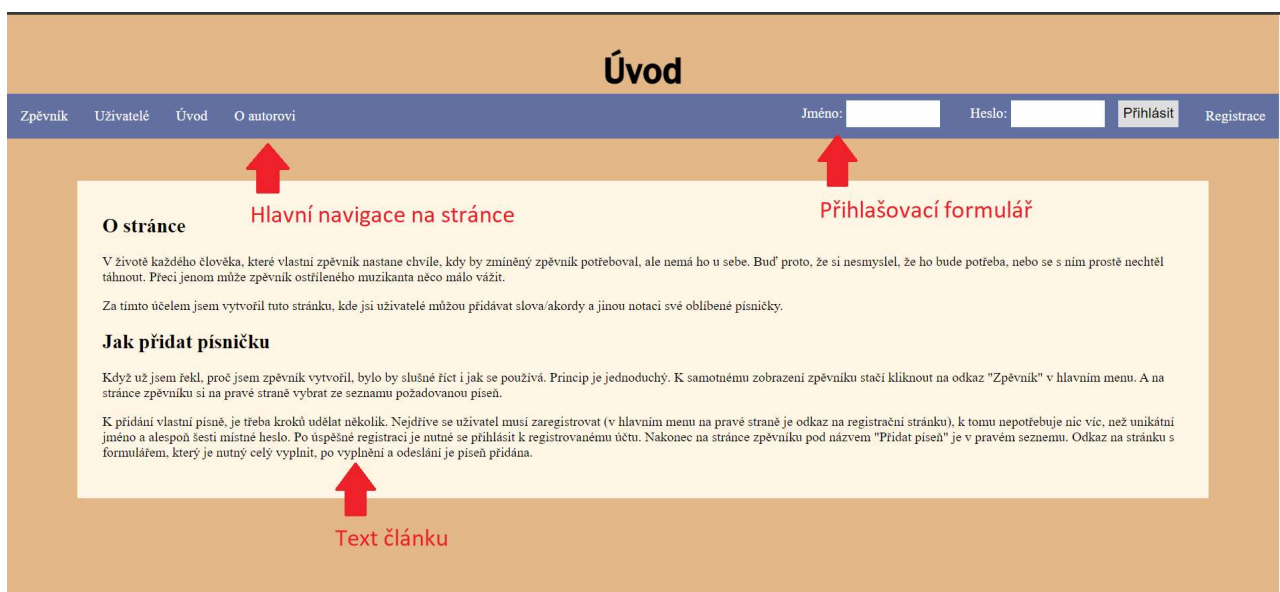 Úvod
Zpěvník Uživatelé Úvod O autorovi Jméno: Heslo: Přihlásit Registrace
Hlavní navigace na stránce
Přihlašovací formulář
O stránce
V životě každého člověka, které vlastní zpěvník nastane chvíle, kdy by zmíněný zpěvník potřeboval, ale nemá ho u sebe. Buď proto, že si nesmyslel, že ho bude potřeba, nebo se s ním prostě nechtěl
táhnout. Přeci jenom může zpěvník ostříleného muzikanta něco málo vážit.
Za tímto účelem jsem vytvořil tuto stránku, kde jsi uživatelé můžou přidávat slova/akordy a jinou notaci své oblíbené písničky.
Jak přidat písničku
Když už jsem řekl, proč jsem zpěvník vytvořil, bylo by slušné říct i jak se používá. Princip je jednoduchý. K samotnému zobrazení zpěvníku stačí kliknout na odkaz "Zpěvník" v hlavním menu. A na
stránce zpěvníku si na pravé straně vybrat ze seznamu požadovanou píseň.
K přidání vlastní písně, je třeba kroků udělat několik. Nejdříve se uživatel musí zaregistrovat (v hlavním menu na pravé straně je odkaz na registrační stránku), k tomu nepotřebuje nic víc, než unikátní
jméno a alespoň šesti místné heslo. Po úspěšné registraci je nutné se přihlásit k registrovanému účtu. Nakonec na stránce zpěvníku pod názvem "Přidat píseň" je v pravém seznemu. Odkaz na stránku s
formulářem, který je nutný celý vyplnit, po vyplnění a odeslání je píseň přidána.
Text článku